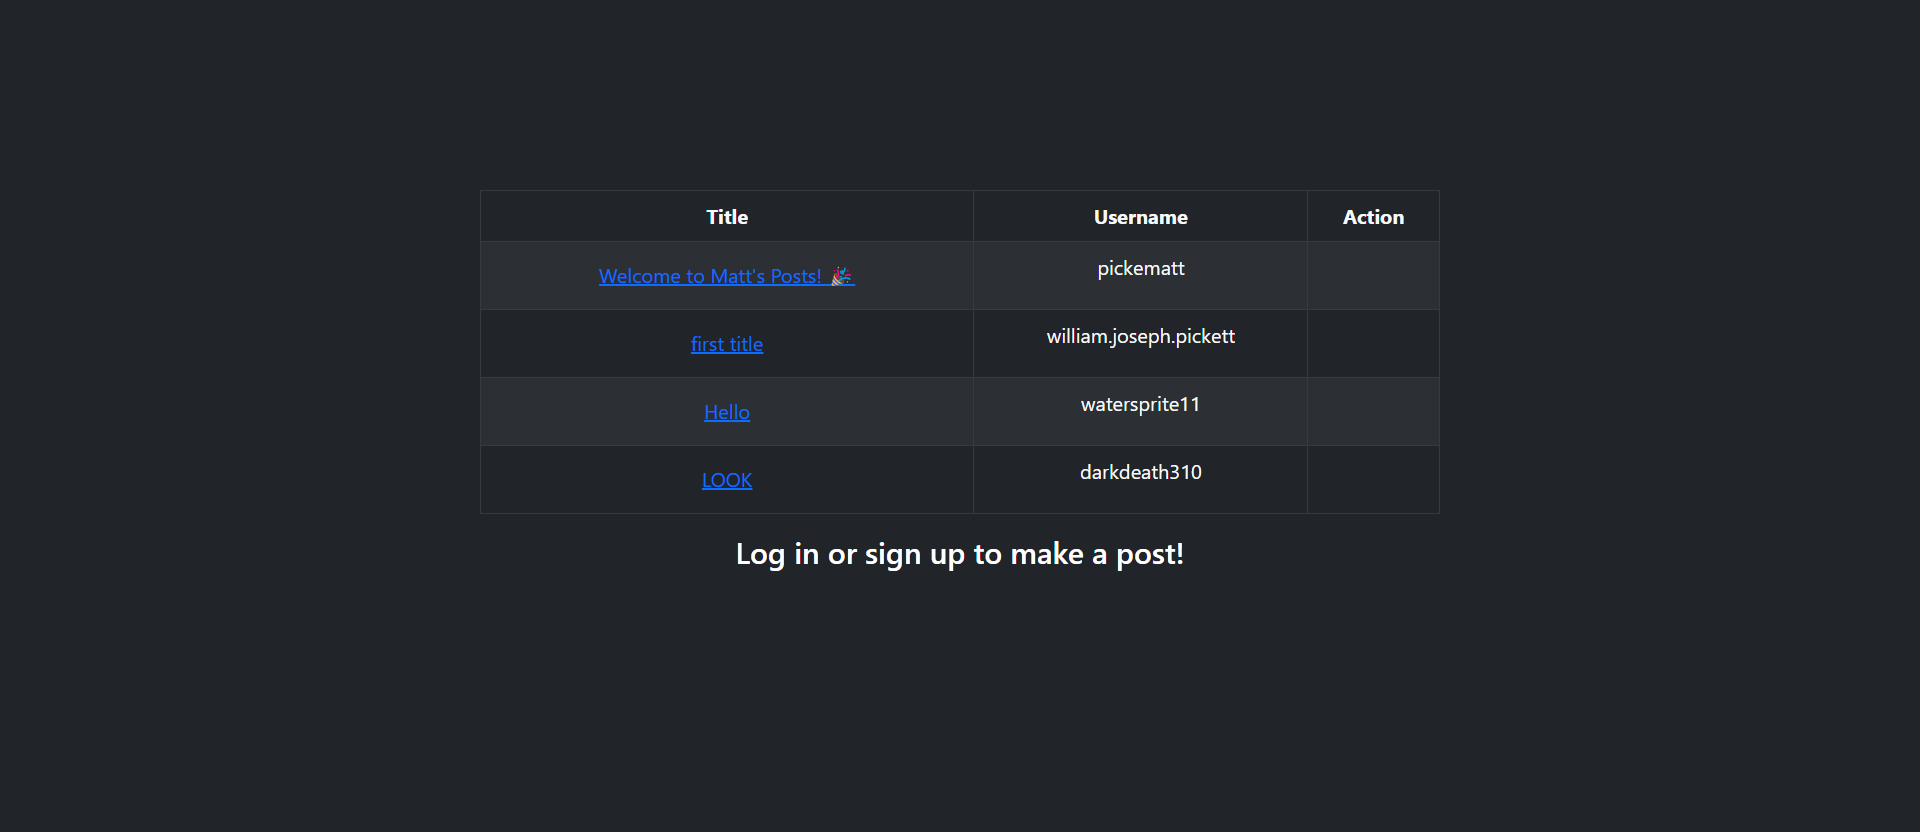 Title Username Action
Welcome to Matt's Posts! 🎉 pickematt
first title william.joseph.pickett
Hello watersprite11
LOOK darkdeath310
Log in or sign up to make a post!